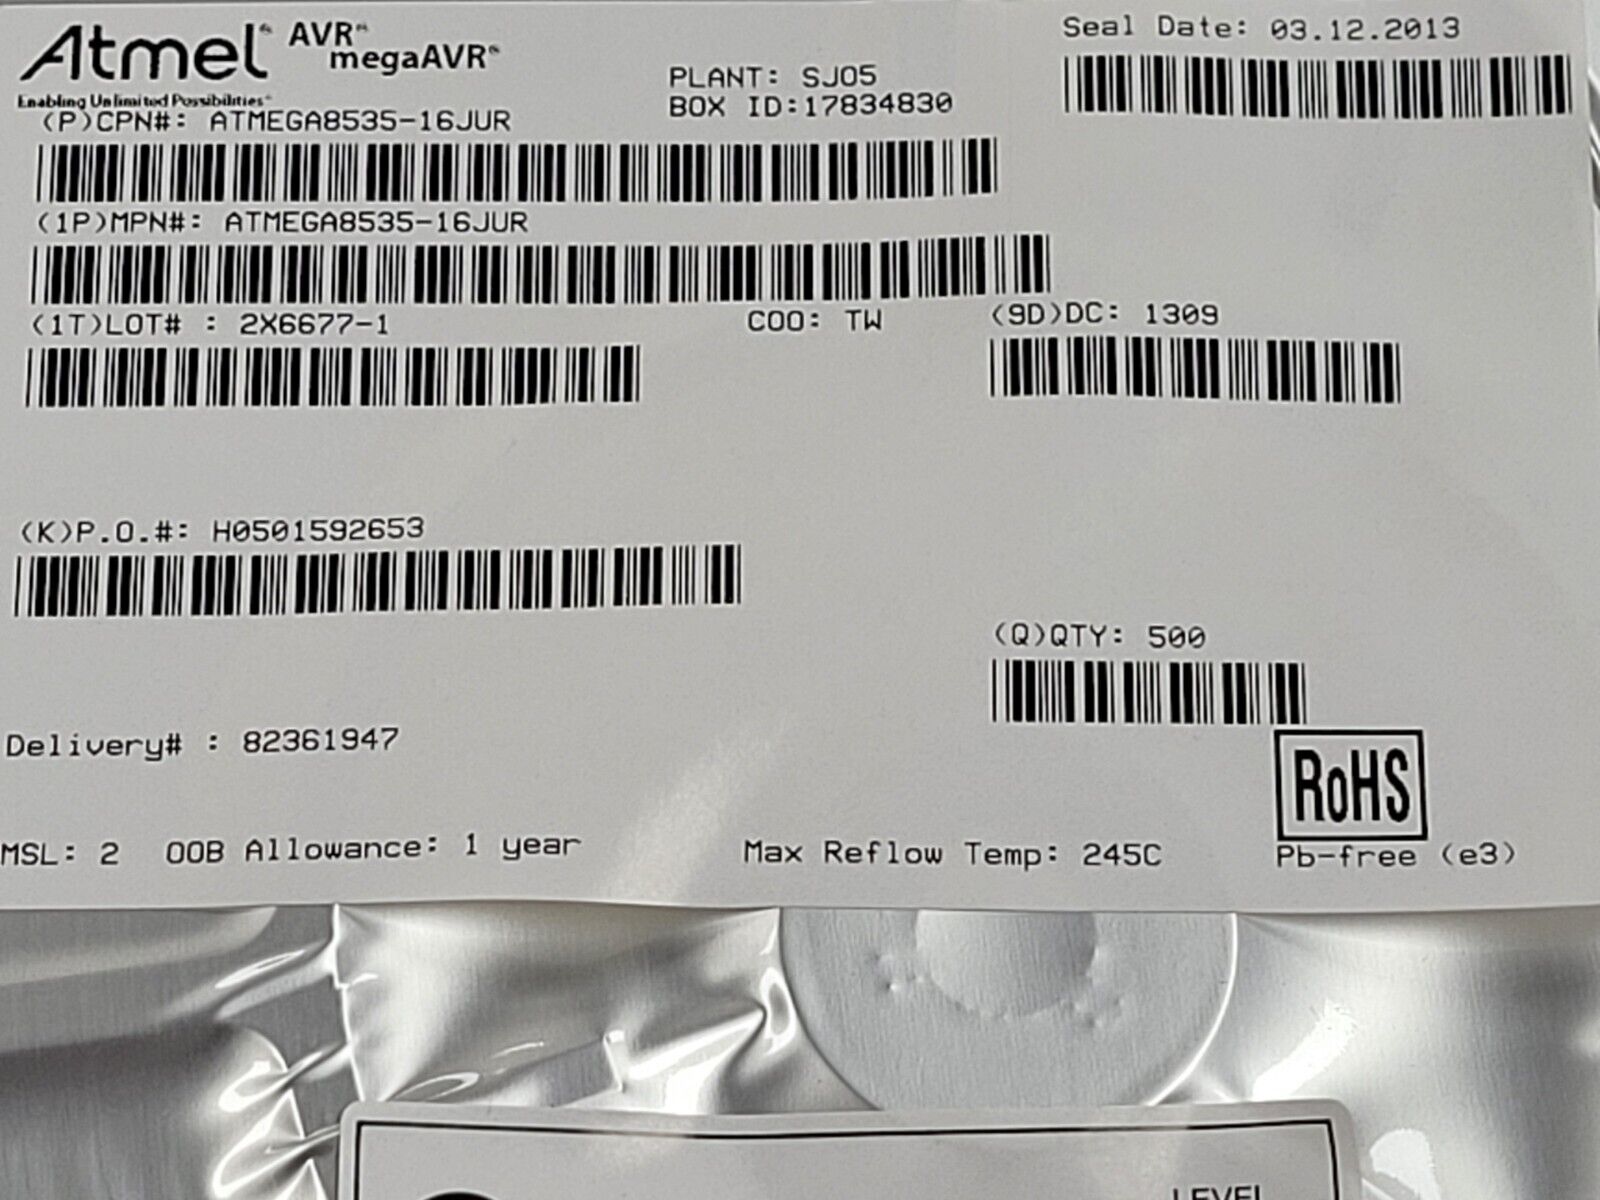 Atmel® AVR®
megaAVR®
Enabling Unlimited Possibilities®
Seal Date: 03.12.2013
PLANT: SJ05
BOX ID:17834830
(P)CPN#: ATMEGA8535-16JUR
(1P)MPN#: ATMEGA8535-16JUR
(1T)LOT# : 2X6677-1
COO: TW
(9D)DC: 1309
(K)P.O.#: H0501592653
(Q)QTY: 500
Delivery# : 82361947
RoHS
MSL: 2 OOB Allowance: 1 year
Max Reflow Temp: 245C
Pb-free (e3)
LEVEL